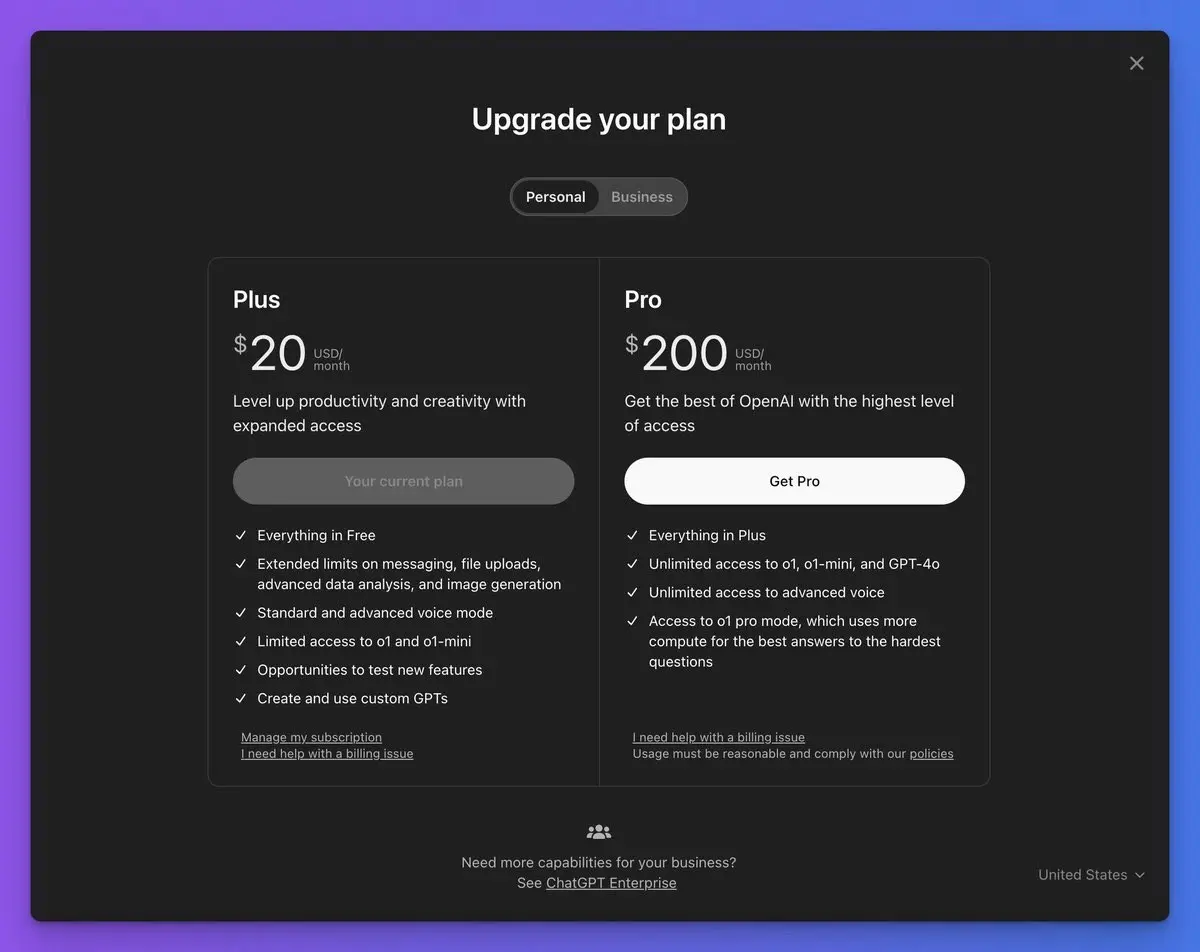 Upgrade your plan
Personal
Business
Plus
$20 USD/
month
Level up productivity and creativity with
expanded access
Your current plan
Everything in Free
Extended limits on messaging, file uploads,
advanced data analysis, and image generation
Standard and advanced voice mode
Limited access to o1 and o1-mini
Opportunities to test new features
Create and use custom GPTs
Manage my subscription
I need help with a billing issue
Pro
$200 USD/
month
Get the best of OpenAI with the highest level
of access
Get Pro
Everything in Plus
Unlimited access to o1, o1-mini, and GPT-4o
Unlimited access to advanced voice
Access to o1 pro mode, which uses more
compute for the best answers to the hardest
questions
I need help with a billing issue
Usage must be reasonable and comply with our policies
Need more capabilities for your business?
See ChatGPT Enterprise
United States